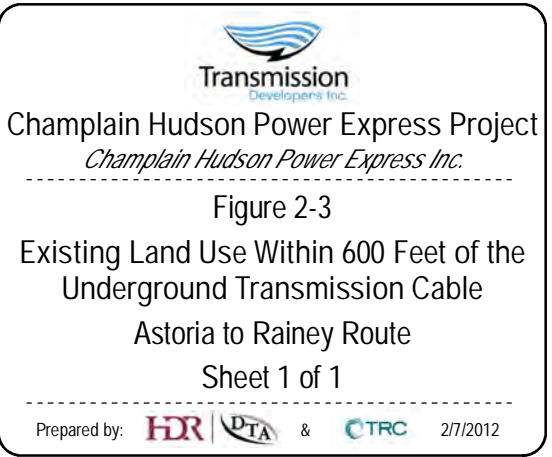 Transmission
Developers Inc.
Champlain Hudson Power Express Project
Champlain Hudson Power Express Inc.
Figure 2-3
Existing Land Use Within 600 Feet of the
Underground Transmission Cable
Astoria to Rainey Route
Sheet 1 of 1
Prepared by: HDR DTA & TRC 2/7/2012